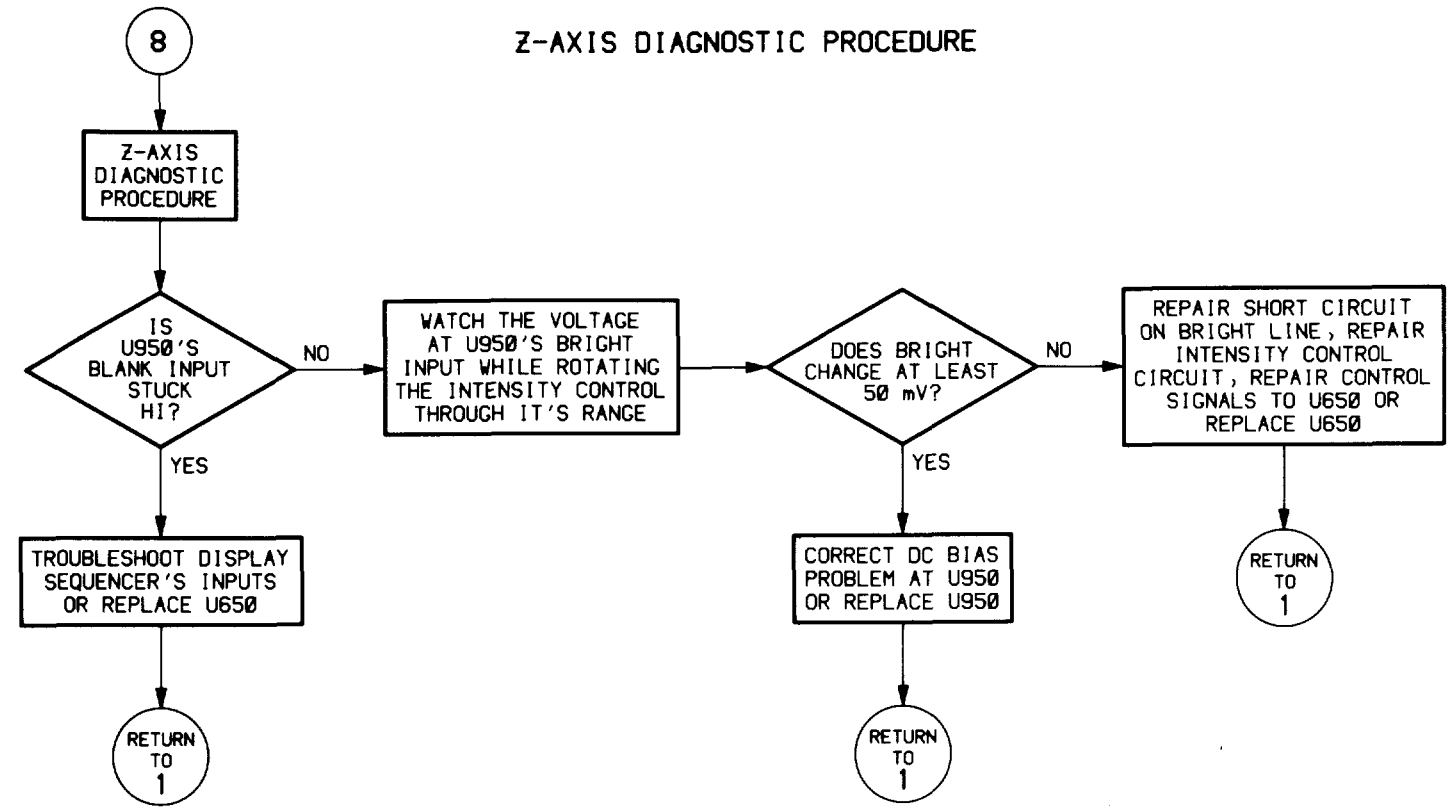 8
Z-AXIS DIAGNOSTIC PROCEDURE
Z-AXIS
DIAGNOSTIC
PROCEDURE
IS
U950'S
BLANK INPUT
STUCK
HI?
NO
YES
WATCH THE VOLTAGE
AT U950'S BRIGHT
INPUT WHILE ROTATING
THE INTENSITY CONTROL
THROUGH IT'S RANGE
DOES BRIGHT
CHANGE AT LEAST
50 mV?
NO
YES
REPAIR SHORT CIRCUIT
ON BRIGHT LINE, REPAIR
INTENSITY CONTROL
CIRCUIT, REPAIR CONTROL
SIGNALS TO U650 OR
REPLACE U650
TROUBLESHOOT DISPLAY
SEQUENCER'S INPUTS
OR REPLACE U650
CORRECT DC BIAS
PROBLEM AT U950
OR REPLACE U950
RETURN
TO
1
RETURN
TO
1
RETURN
TO
1